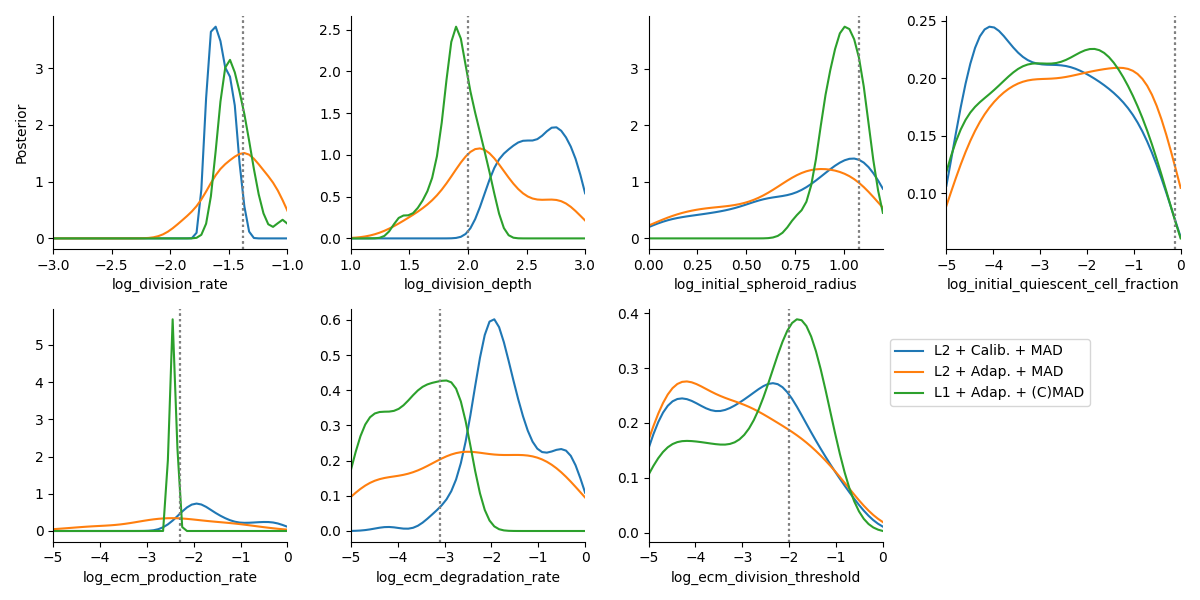 Posterior
3
2
1
0
−3.0 −2.5 −2.0 −1.5 −1.0
log_division_rate
2.5
2.0
1.5
1.0
0.5
0.0
1.0 1.5 2.0 2.5 3.0
log_division_depth
3
2
1
0
0.00 0.25 0.50 0.75 1.00
log_initial_spheroid_radius
0.25
0.20
0.15
0.10
−5 −4 −3 −2 −1 0
log_initial_quiescent_cell_fraction
5
4
3
2
1
0
−5 −4 −3 −2 −1 0
log_ecm_production_rate
0.6
0.5
0.4
0.3
0.2
0.1
0.0
−5 −4 −3 −2 −1 0
log_ecm_degradation_rate
0.4
0.3
0.2
0.1
0.0
−5 −4 −3 −2 −1 0
log_ecm_division_threshold
L2 + Calib. + MAD
L2 + Adap. + MAD
L1 + Adap. + (C)MAD